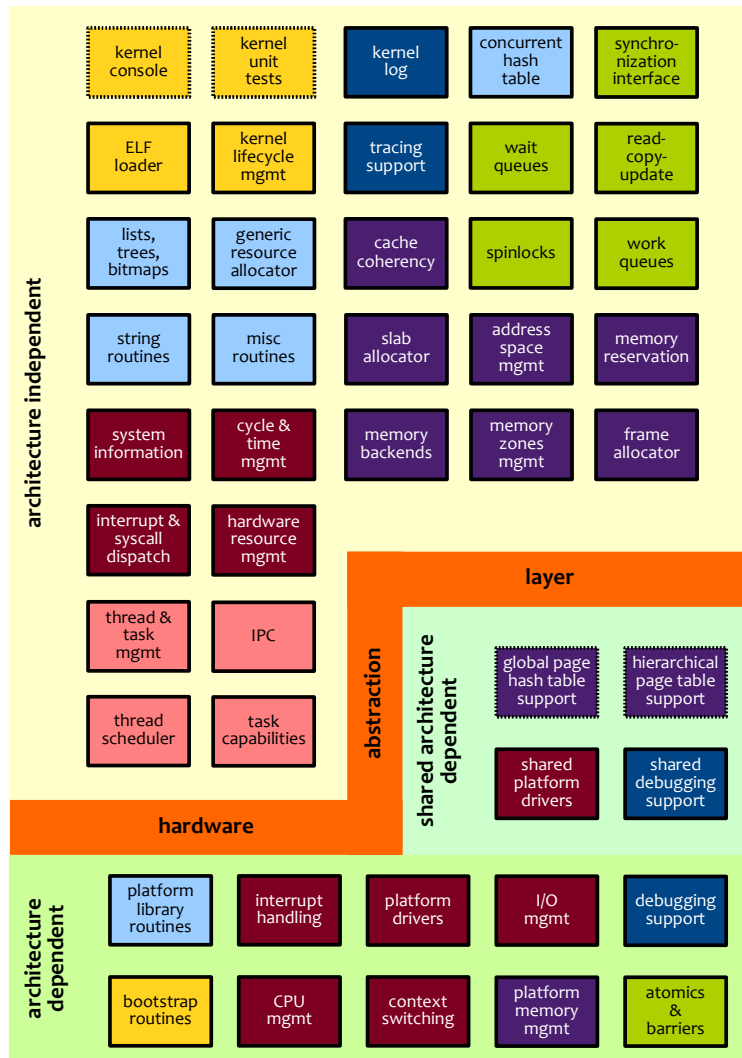 kernel
console
kernel
unit
tests
kernel
log
concurrent
hash
table
synchro-
nization
interface
ELF
loader
kernel
lifecycle
mgmt
tracing
support
wait
queues
read-
copy-
update
lists,
trees,
bitmaps
generic
resource
allocator
cache
coherency
spinlocks
work
queues
string
routines
misc
routines
slab
allocator
address
space
mgmt
memory
reservation
system
information
cycle &
time
mgmt
memory
backends
memory
zones
mgmt
frame
allocator
interrupt &
syscall
dispatch
hardware
resource
mgmt
thread &
task
mgmt
IPC
thread
scheduler
task
capabilities
architecture independent
hardware
abstraction
layer
shared architecture
dependent
global page
hash table
support
hierarchical
page table
support
shared
platform
drivers
shared
debugging
support
architecture
dependent
platform
library
routines
interrupt
handling
platform
drivers
I/O
mgmt
debugging
support
bootstrap
routines
CPU
mgmt
context
switching
platform
memory
mgmt
atomics
&
barriers